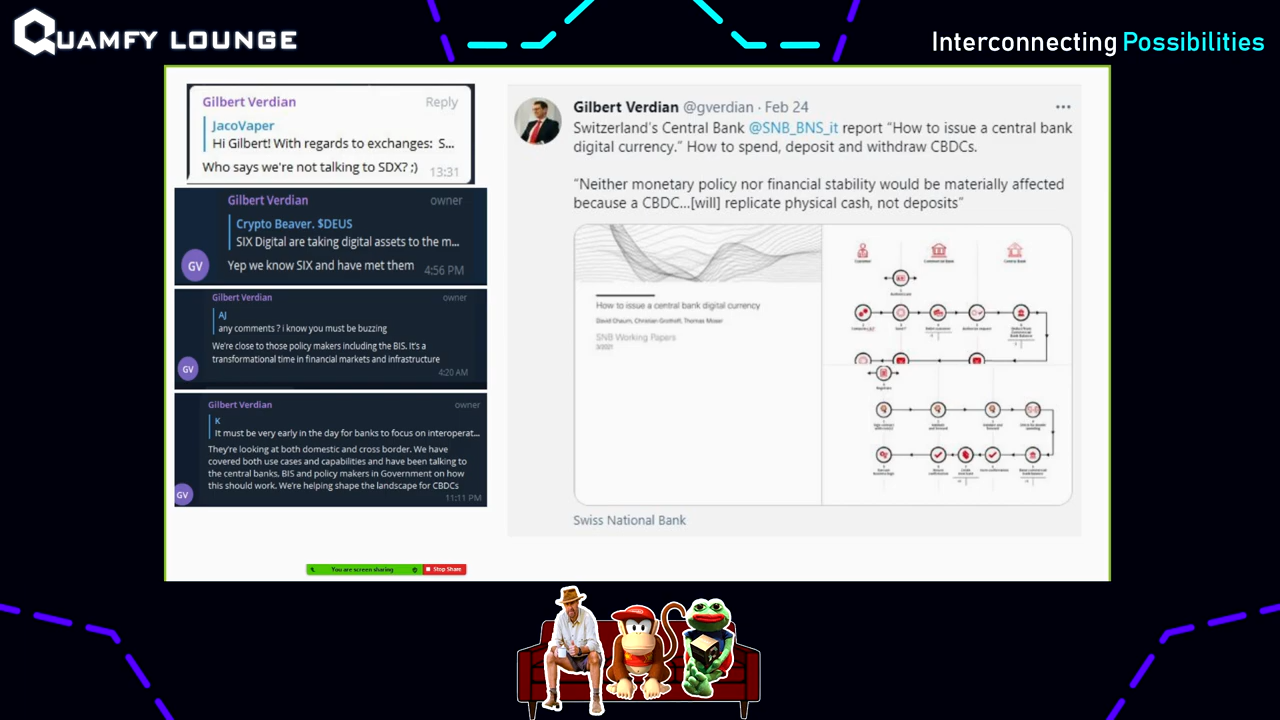 QUAMFY LOUNGE
Interconnecting Possibilities
Gilbert Verdian Reply
JacoVaper
Hi Gilbert! With regards to exchanges: S...
Who says we're not talking to SDX? ;) 13:31
Gilbert Verdian owner
Crypto Beaver. $DEUS
SIX Digital are taking digital assets to the m...
GV
Yep we know SIX and have met them 4:56 PM
Gilbert Verdian owner
AJ
any comments ? i know you must be buzzing
We're close to those policy makers including the BIS. It's a
transformational time in financial markets and infrastructure
GV
4:20 AM
Gilbert Verdian owner
K
It must be very early in the day for banks to focus on interoperat...
They're looking at both domestic and cross border. We have
covered both use cases and capabilities and have been talking to
the central banks, BIS and policy makers in Government on how
this should work. We're helping shape the landscape for CBDCs
GV
11:11 PM
Gilbert Verdian @gverdian · Feb 24
Switzerland's Central Bank @SNB_BNS_it report “How to issue a central bank
digital currency.” How to spend, deposit and withdraw CBDCs.
“Neither monetary policy nor financial stability would be materially affected
because a CBDC...[will] replicate physical cash, not deposits”
How to issue a central bank digital currency
David Chaum, Christian Grothoff, Thomas Moser
SNB Working Papers
3/2021
Customer Commercial Bank Central Bank
Swiss National Bank
You are screen sharing Stop Share